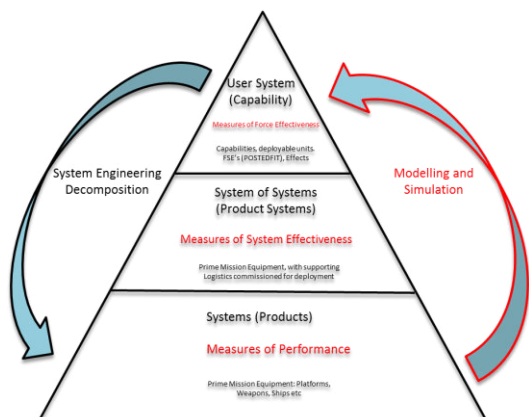 User System
(Capability)
Measures of Force Effectiveness
Capabilities, deployable units.
FSE's (POSTEDFIT), Effects
System Engineering
Decomposition
Modelling and
Simulation
System of Systems
(Product Systems)
Measures of System Effectiveness
Prime Mission Equipment, with supporting
Logistics commissioned for deployment
Systems (Products)
Measures of Performance
Prime Mission Equipment: Platforms,
Weapons, Ships etc